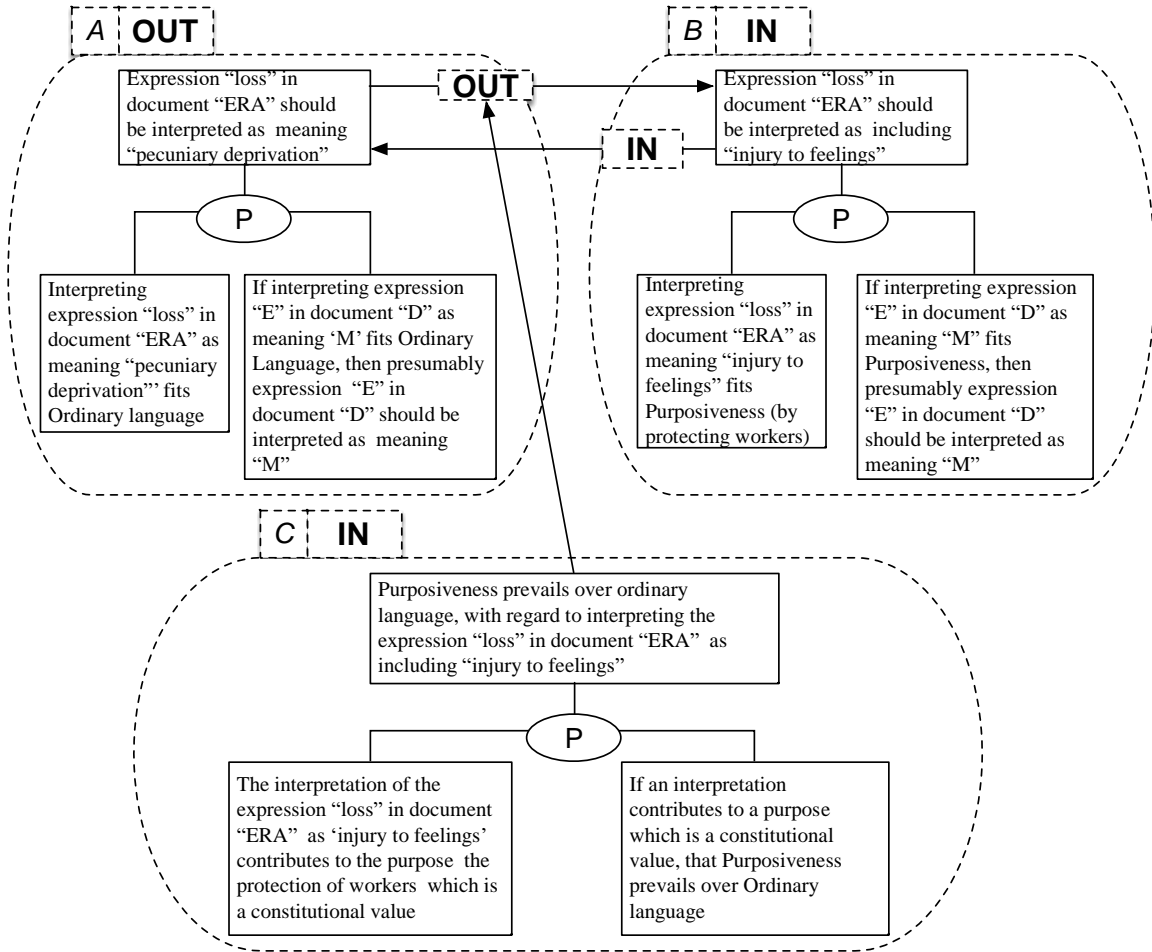 A OUT
Expression “loss” in
document “ERA” should
be interpreted as meaning
“pecuniary deprivation”
OUT
IN
B IN
Expression “loss” in
document “ERA” should
be interpreted as including
“injury to feelings”
P
Interpreting
expression “loss” in
document “ERA” as
meaning “pecuniary
deprivation”’ fits
Ordinary language
If interpreting expression
“E” in document “D” as
meaning ‘M’ fits Ordinary
Language, then presumably
expression “E” in
document “D” should be
interpreted as meaning
“M”
P
Interpreting
expression “loss” in
document “ERA” as
meaning “injury to
feelings” fits
Purposiveness (by
protecting workers)
If interpreting expression
“E” in document “D” as
meaning “M” fits
Purposiveness, then
presumably expression
“E” in document “D”
should be interpreted as
meaning “M”
C IN
Purposiveness prevails over ordinary
language, with regard to interpreting the
expression “loss” in document “ERA” as
including “injury to feelings”
P
The interpretation of the
expression “loss” in document
“ERA” as ‘injury to feelings’
contributes to the purpose the
protection of workers which is
a constitutional value
If an interpretation
contributes to a purpose
which is a constitutional
value, that Purposiveness
prevails over Ordinary
language